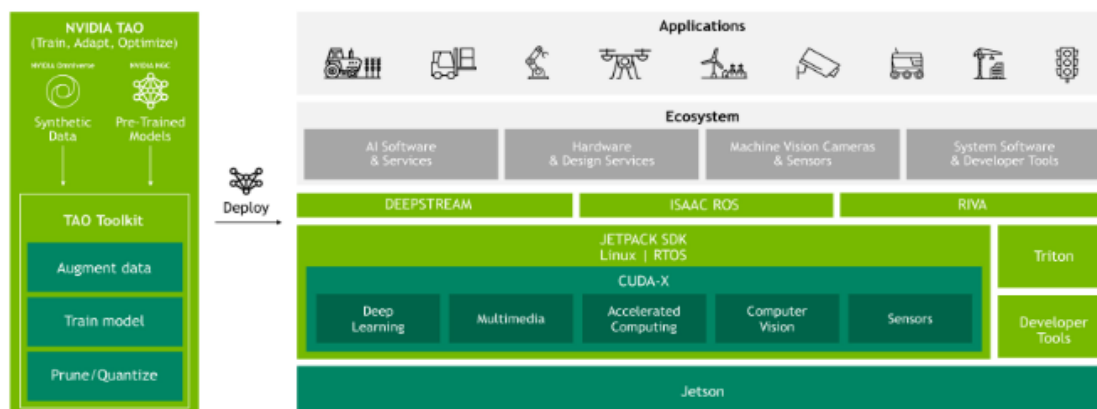 NVIDIA TAO
(Train, Adapt, Optimize)
NVIDIA Omniverse
NVIDIA NGC
Synthetic
Data
Pre-Trained
Models
TAO Toolkit
Augment data
Train model
Prune/Quantize
Deploy
Applications
Ecosystem
AI Software
& Services
Hardware
& Design Services
Machine Vision Cameras
& Sensors
System Software
& Developer Tools
DEEPSTREAM
ISAAC ROS
RIVA
JETPACK SDK
Linux | RTOS
CUDA-X
Deep
Learning
Multimedia
Accelerated
Computing
Computer
Vision
Sensors
Triton
Developer
Tools
Jetson